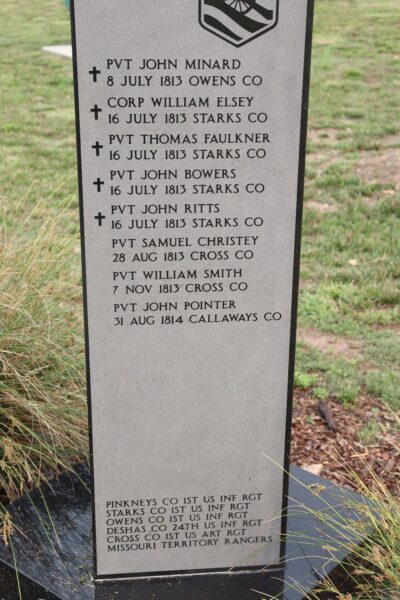 PVT JOHN MINARD
8 JULY 1813 OWENS CO
CORP WILLIAM ELSEY
16 JULY 1813 STARKS CO
PVT THOMAS FAULKNER
16 JULY 1813 STARKS CO
PVT JOHN BOWERS
16 JULY 1813 STARKS CO
PVT JOHN RITTS
16 JULY 1813 STARKS CO
PVT SAMUEL CHRISTEY
28 AUG 1813 CROSS CO
PVT WILLIAM SMITH
7 NOV 1813 CROSS CO
PVT JOHN POINTER
31 AUG 1814 CALLAWAYS CO
PINKNEYS CO 1ST US INF RGT
STARKS CO 1ST US INF RGT
OWENS CO 1ST US INF RGT
DESHAS CO 24TH US INF RGT
CROSS CO 1ST US ART RGT
MISSOURI TERRITORY RANGERS